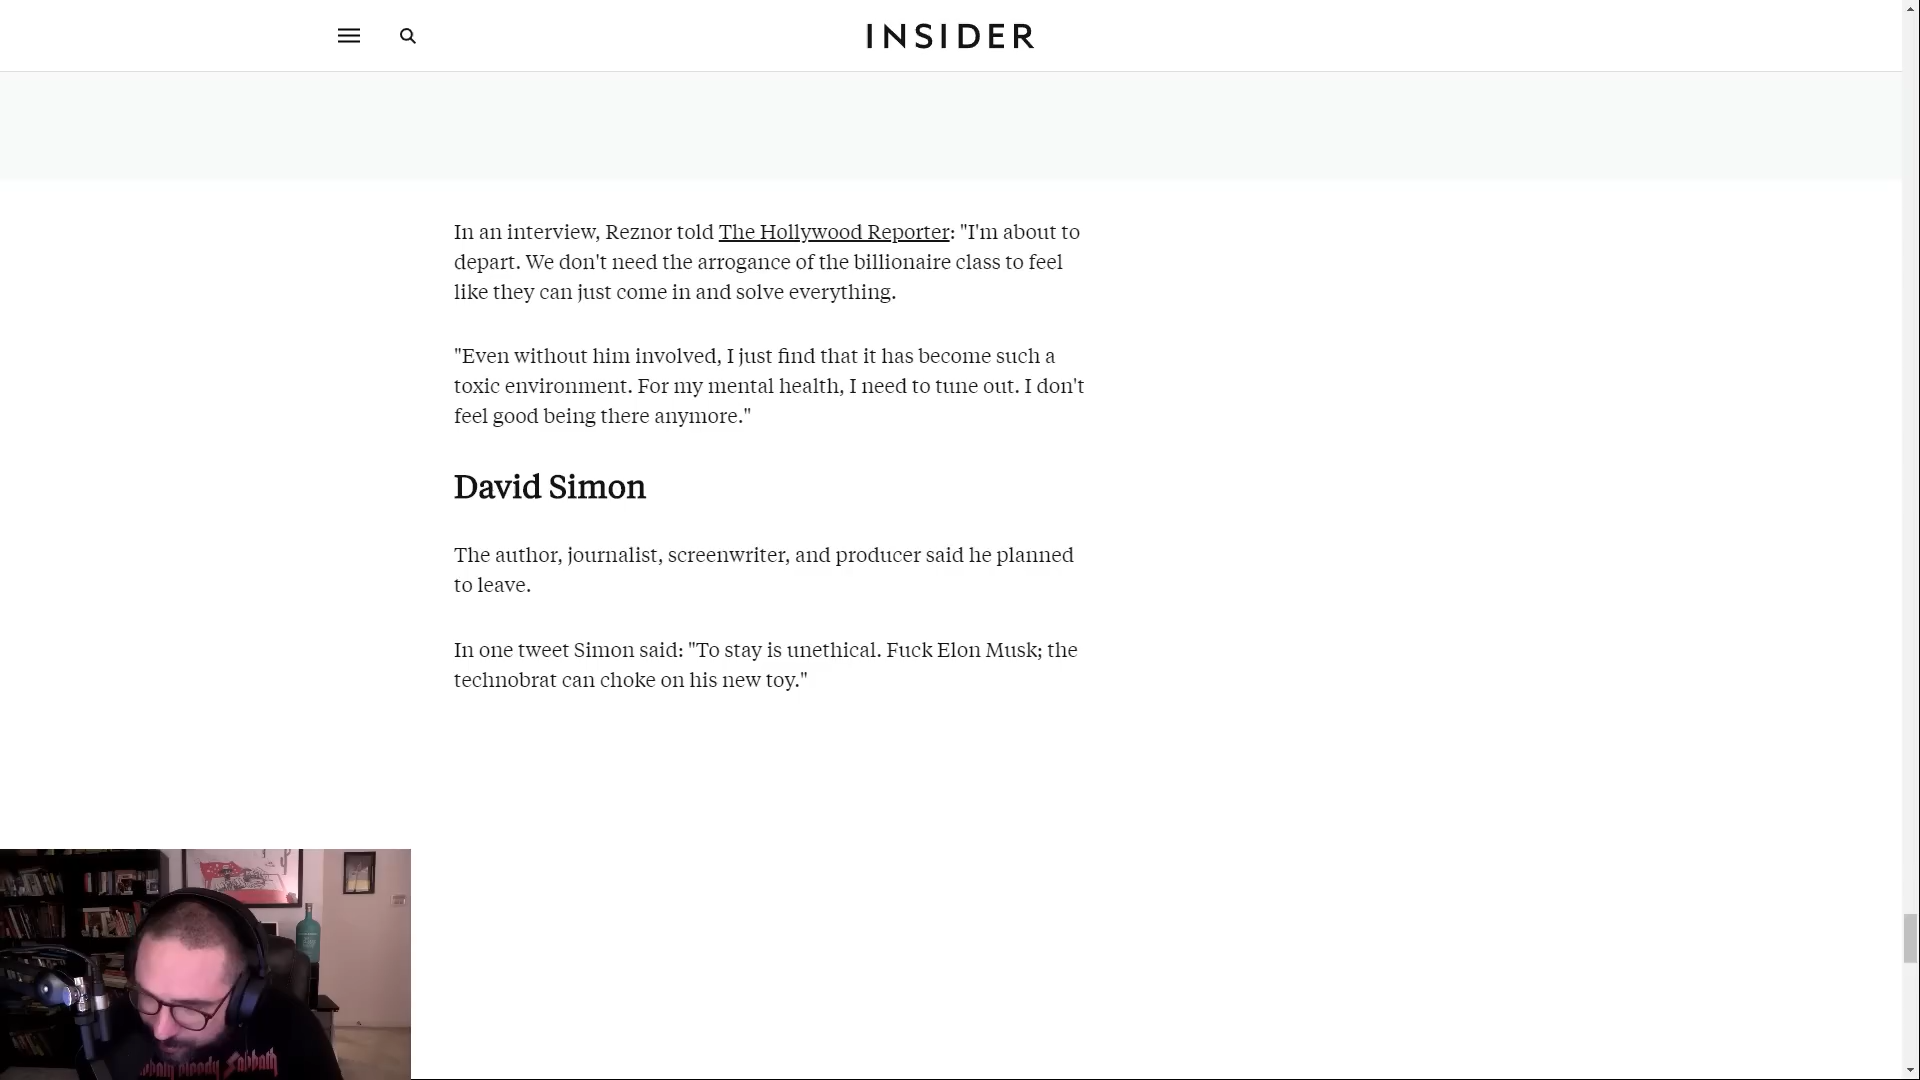 INSIDER
In an interview, Reznor told The Hollywood Reporter: "I'm about to
depart. We don't need the arrogance of the billionaire class to feel
like they can just come in and solve everything.
"Even without him involved, I just find that it has become such a
toxic environment. For my mental health, I need to tune out. I don't
feel good being there anymore."
David Simon
The author, journalist, screenwriter, and producer said he planned
to leave.
In one tweet Simon said: "To stay is unethical. Fuck Elon Musk; the
technobrat can choke on his new toy."
bloody Sabbath